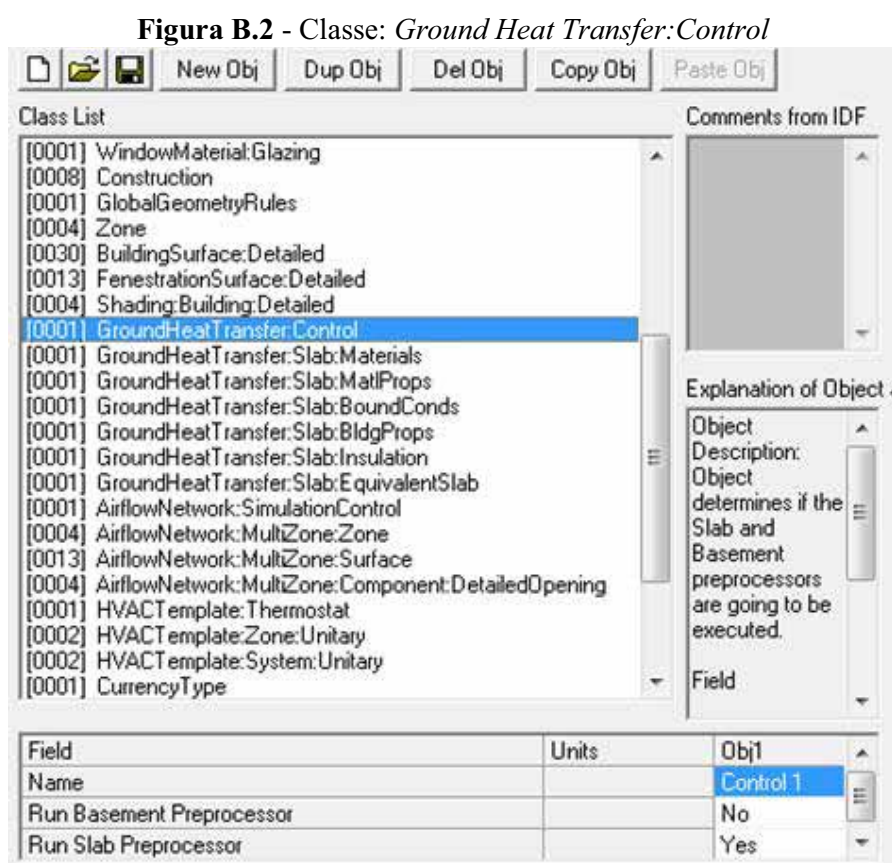 Figura B.2 - Classe: Ground Heat Transfer:Control
New Obj Dup Obj Del Obj Copy Obj Paste Obj
Class List
[0001] WindowMaterial:Glazing
[0008] Construction
[0001] GlobalGeometryRules
[0004] Zone
[0030] BuildingSurface:Detailed
[0013] FenestrationSurface:Detailed
[0004] Shading:Building:Detailed
[0001] GroundHeatTransfer:Control
[0001] GroundHeatTransfer:Slab:Materials
[0001] GroundHeatTransfer:Slab:MatlProps
[0001] GroundHeatTransfer:Slab:BoundConds
[0001] GroundHeatTransfer:Slab:BldgProps
[0001] GroundHeatTransfer:Slab:Insulation
[0001] GroundHeatTransfer:Slab:EquivalentSlab
[0001] AirflowNetwork:SimulationControl
[0004] AirflowNetwork:MultiZone:Zone
[0013] AirflowNetwork:MultiZone:Surface
[0004] AirflowNetwork:MultiZone:Component:DetailedOpening
[0001] HVACTemplate:Thermostat
[0002] HVACTemplate:Zone:Unitary
[0002] HVACTemplate:System:Unitary
[0001] CurrencyType
Comments from IDF
Explanation of Object
Object
Description:
Object
determines if the
Slab and
Basement
preprocessors
are going to be
executed.
Field
Field Units Obj1
Name Control 1
Run Basement Preprocessor No
Run Slab Preprocessor Yes